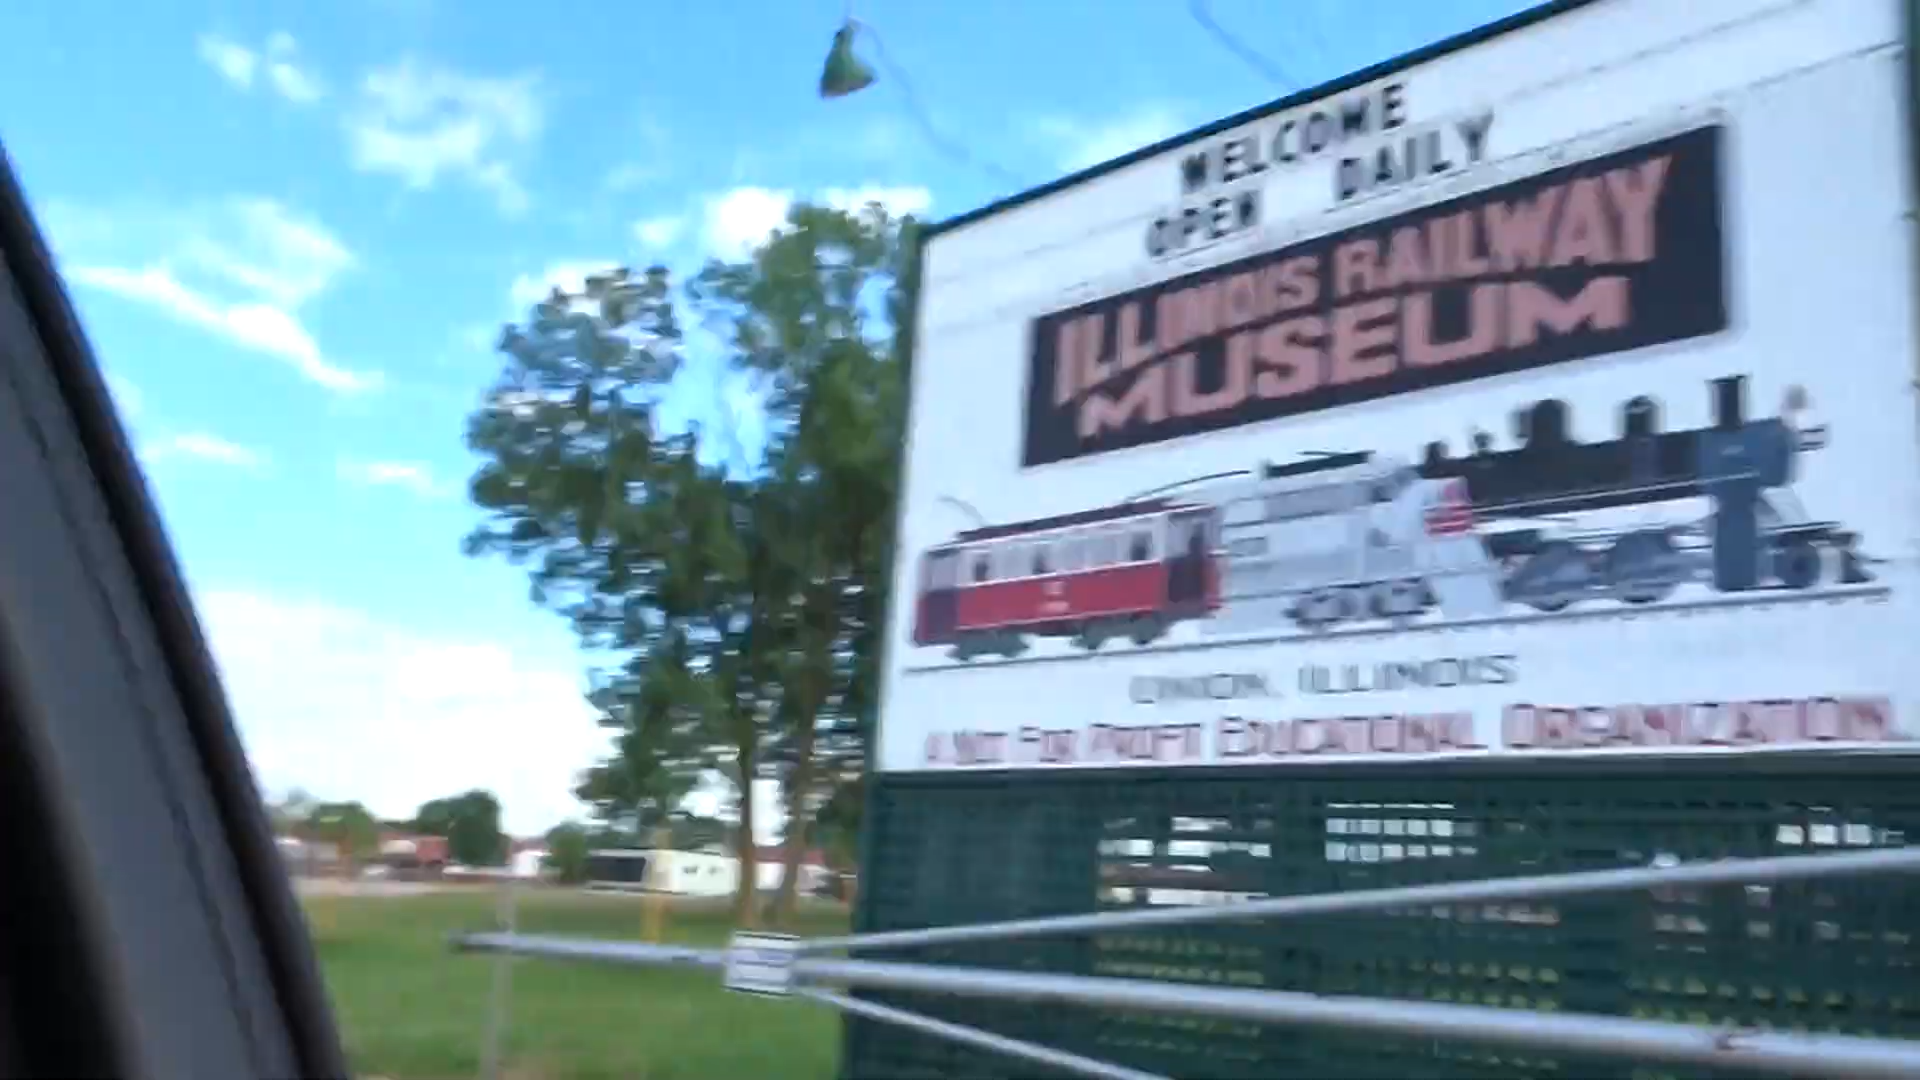 WELCOME
OPEN DAILY
ILLINOIS RAILWAY
MUSEUM
UNION, ILLINOIS
A NOT FOR PROFIT EDUCATIONAL ORGANIZATION